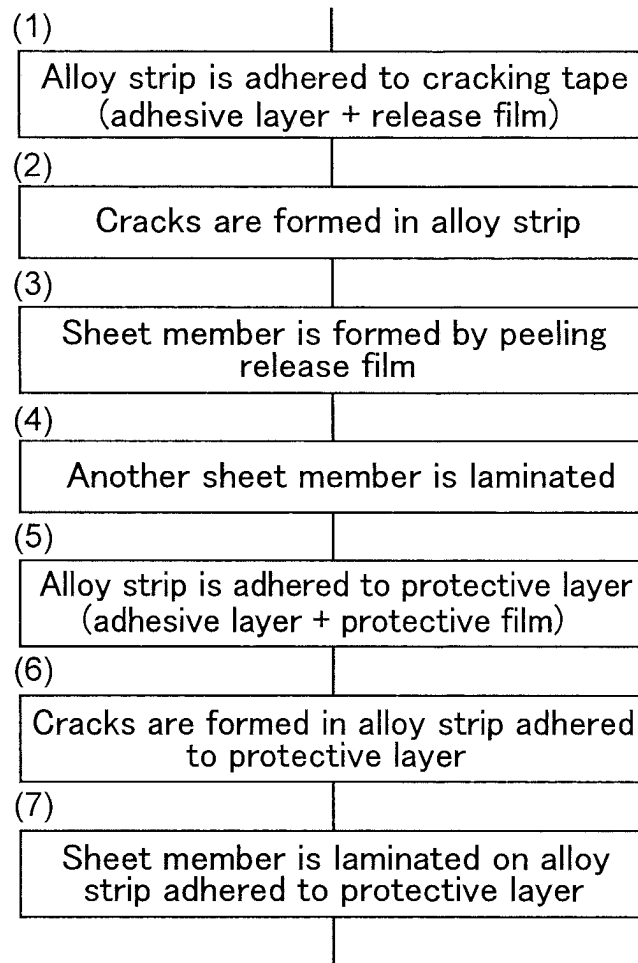 (1)
Alloy strip is adhered to cracking tape
(adhesive layer + release film)
(2)
Cracks are formed in alloy strip
(3)
Sheet member is formed by peeling
release film
(4)
Another sheet member is laminated
(5)
Alloy strip is adhered to protective layer
(adhesive layer + protective film)
(6)
Cracks are formed in alloy strip adhered
to protective layer
(7)
Sheet member is laminated on alloy
strip adhered to protective layer